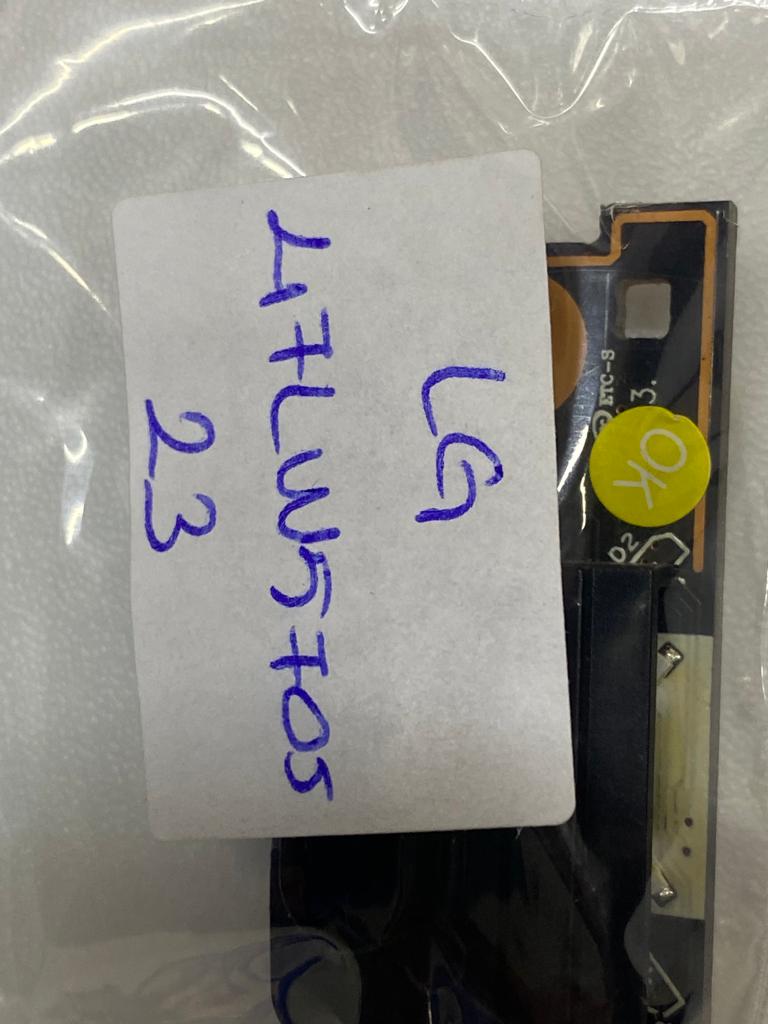 LG
47LW5705
23
ETC-S
3.
OK
D2